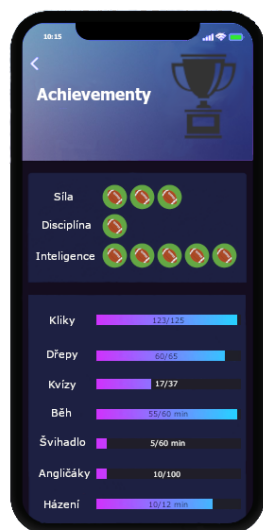 10:15
Achievementy
Síla
Disciplína
Inteligence
Kliky 123/125
Dřepy 60/65
Kvízy 17/37
Běh 55/60 min
Švihadlo 5/60 min
Angličáky 10/100
Házení 10/12 min